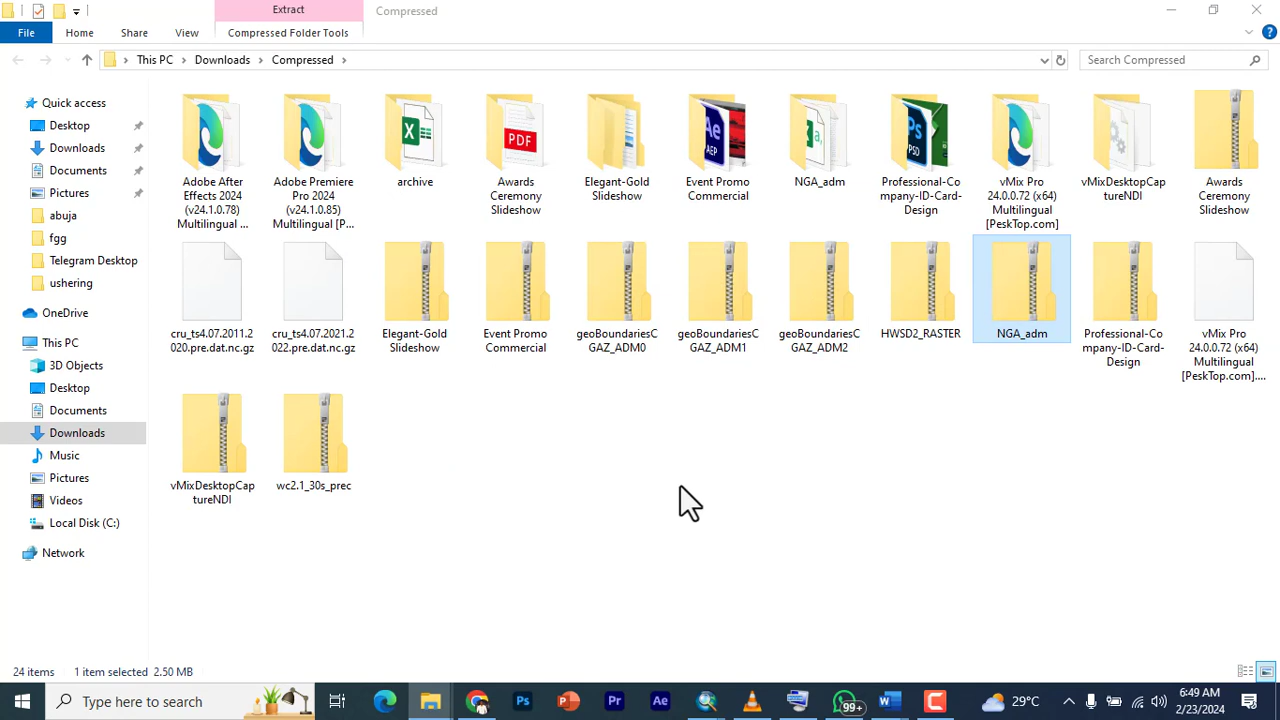 Extract
Compressed
File
Home
Share
View
Compressed Folder Tools
This PC
Downloads
Compressed
Search Compressed
Quick access
Desktop
Downloads
Documents
Pictures
abuja
fgg
Telegram Desktop
ushering
OneDrive
This PC
3D Objects
Desktop
Documents
Downloads
Music
Pictures
Videos
Local Disk (C:)
Network
Adobe After
Effects 2024
(v24.1.0.78)
Multilingual ...
Adobe Premiere
Pro 2024
(v24.1.0.85)
Multilingual [P...
X
archive
PDF
Awards
Ceremony
Slideshow
Elegant-Gold
Slideshow
Ae
AEP
Event Promo
Commercial
X a,
NGA_adm
Ps
PSD
Professional-Co
mpany-ID-Card-
Design
vMix Pro
24.0.0.72 (x64)
Multilingual
[PeskTop.com]
vMixDesktopCap
tureNDI
Awards
Ceremony
Slideshow
cru_ts4.07.2011.2
020.pre.dat.nc.gz
cru_ts4.07.2021.2
022.pre.dat.nc.gz
Elegant-Gold
Slideshow
Event Promo
Commercial
geoBoundariesC
GAZ_ADM0
geoBoundariesC
GAZ_ADM1
geoBoundariesC
GAZ_ADM2
HWSD2_RASTER
NGA_adm
Professional-Co
mpany-ID-Card-
Design
vMix Pro
24.0.0.72 (x64)
Multilingual
[PeskTop.com]....
vMixDesktopCap
tureNDI
wc2.1_30s_prec
24 items
1 item selected 2.50 MB
Type here to search
Ps
P
Pr
Ae
99+
W
29°C
6:49 AM
2/23/2024